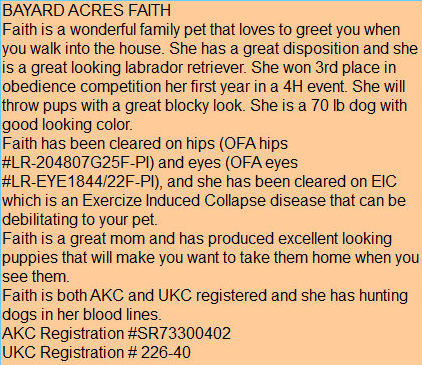 BAYARD ACRES FAITH
Faith is a wonderful family pet that loves to greet you when
you walk into the house. She has a great disposition and she
is a great looking labrador retriever. She won 3rd place in
obedience competition her first year in a 4H event. She will
throw pups with a great blocky look. She is a 70 lb dog with
good looking color.
Faith has been cleared on hips (OFA hips
#LR-204807G25F-PI) and eyes (OFA eyes
#LR-EYE1844/22F-PI), and she has been cleared on EIC
which is an Exercize Induced Collapse disease that can be
debilitating to your pet.
Faith is a great mom and has produced excellent looking
puppies that will make you want to take them home when you
see them.
Faith is both AKC and UKC registered and she has hunting
dogs in her blood lines.
AKC Registration #SR73300402
UKC Registration # 226-40